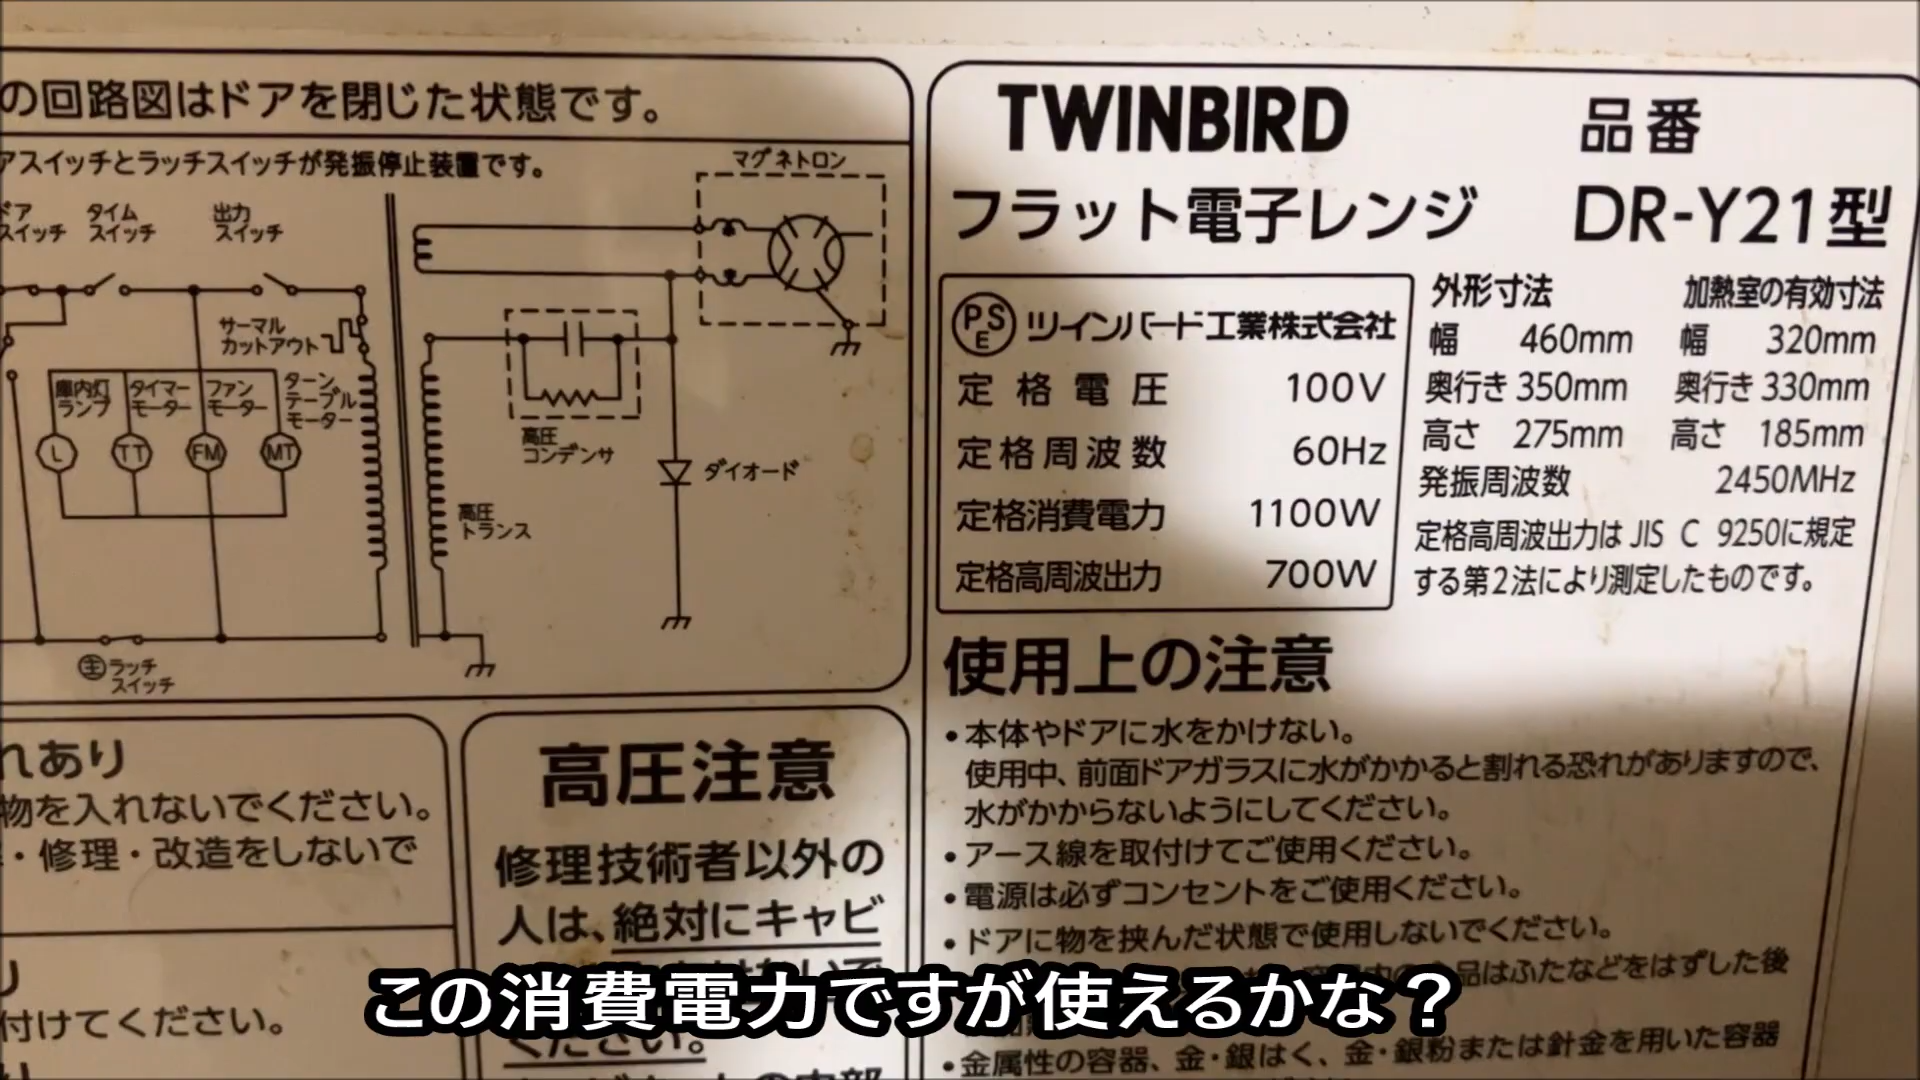 の回路図はドアを閉じた状態です。
アスイッチとラッチスイッチが発振停止装置です。
マグネトロン
ドア
スイッチ
タイム
スイッチ
出力
スイッチ
サーマル
カットアウト
庫内灯
ランプ
タイマー
モーター
ファン
モーター
ターン
テーブル
モーター
L
TT
FM
MT
高圧
コンデンサ
ダイオード
高圧
トランス
主 ラッチ
スイッチ
れあり
物を入れないでください。
・修理・改造をしないで
付けてください。
高圧注意
修理技術者以外の
人は、絶対にキャビ
ください。
TWINBIRD 品番
フラット電子レンジ DR-Y21型
PSE ツインバード工業株式会社
定格電圧 100V
定格周波数 60Hz
定格消費電力 1100W
定格高周波出力 700W
外形寸法 加熱室の有効寸法
幅 460mm 幅 320mm
奥行き 350mm 奥行き 330mm
高さ 275mm 高さ 185mm
発振周波数 2450MHz
定格高周波出力は JIS C 9250に規定
する第2法により測定したものです。
使用上の注意
・本体やドアに水をかけない。
使用中、前面ドアガラスに水がかかると割れる恐れがありますので、
水がかからないようにしてください。
・アース線を取付けてご使用ください。
・電源は必ずコンセントをご使用ください。
・ドアに物を挟んだ状態で使用しないでください。
品はふたなどをはずした後
・金属性の容器、金・銀はく、金・銀粉または針金を用いた容器
この消費電力ですが使えるかな？